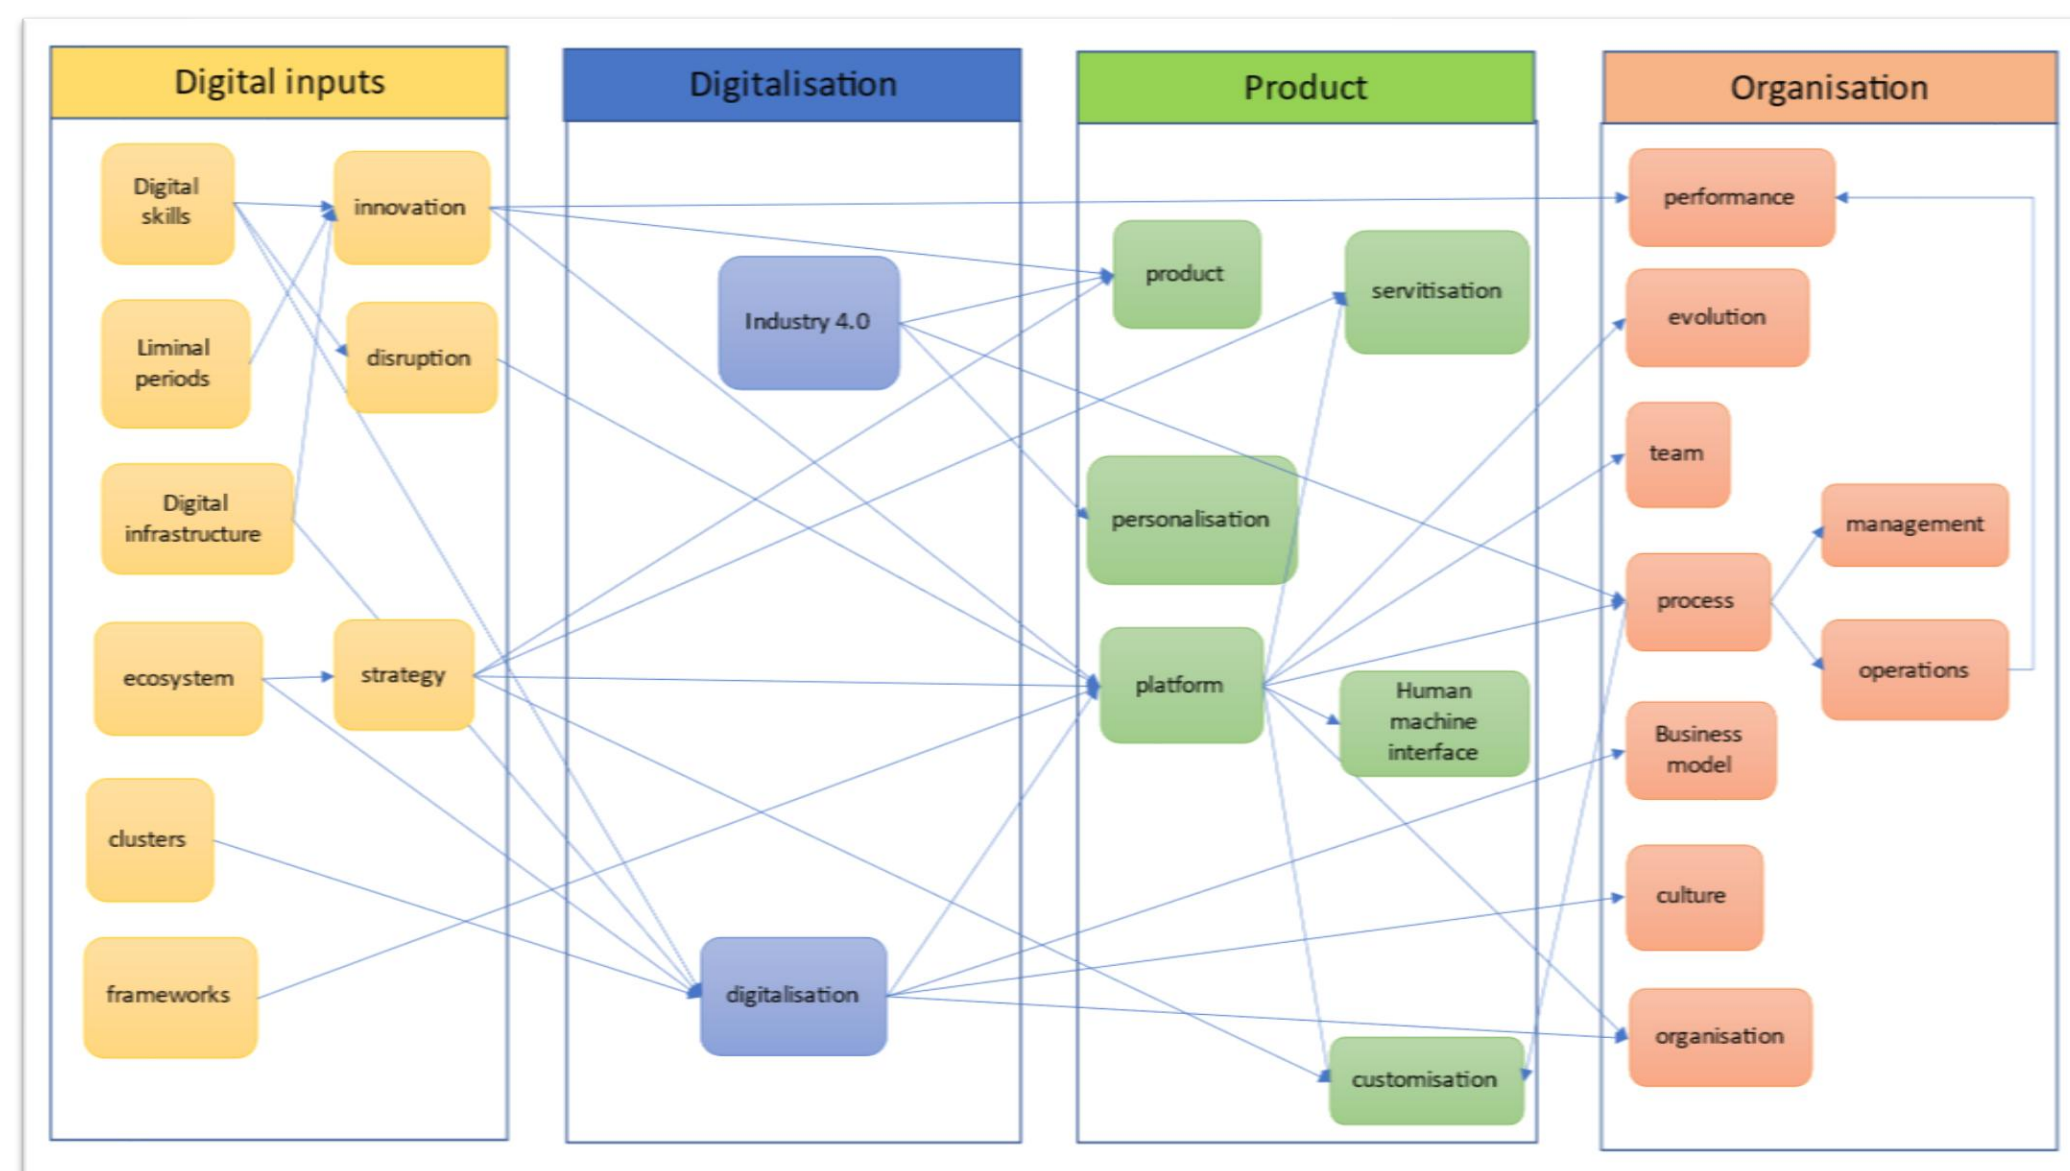 Digital inputs
Digital
skills
innovation
Liminal
periods
disruption
Digital
infrastructure
ecosystem
strategy
clusters
frameworks
Digitalisation
Industry 4.0
digitalisation
Product
product
servitisation
personalisation
platform
Human
machine
interface
customisation
Organisation
performance
evolution
team
management
process
operations
Business
model
culture
organisation